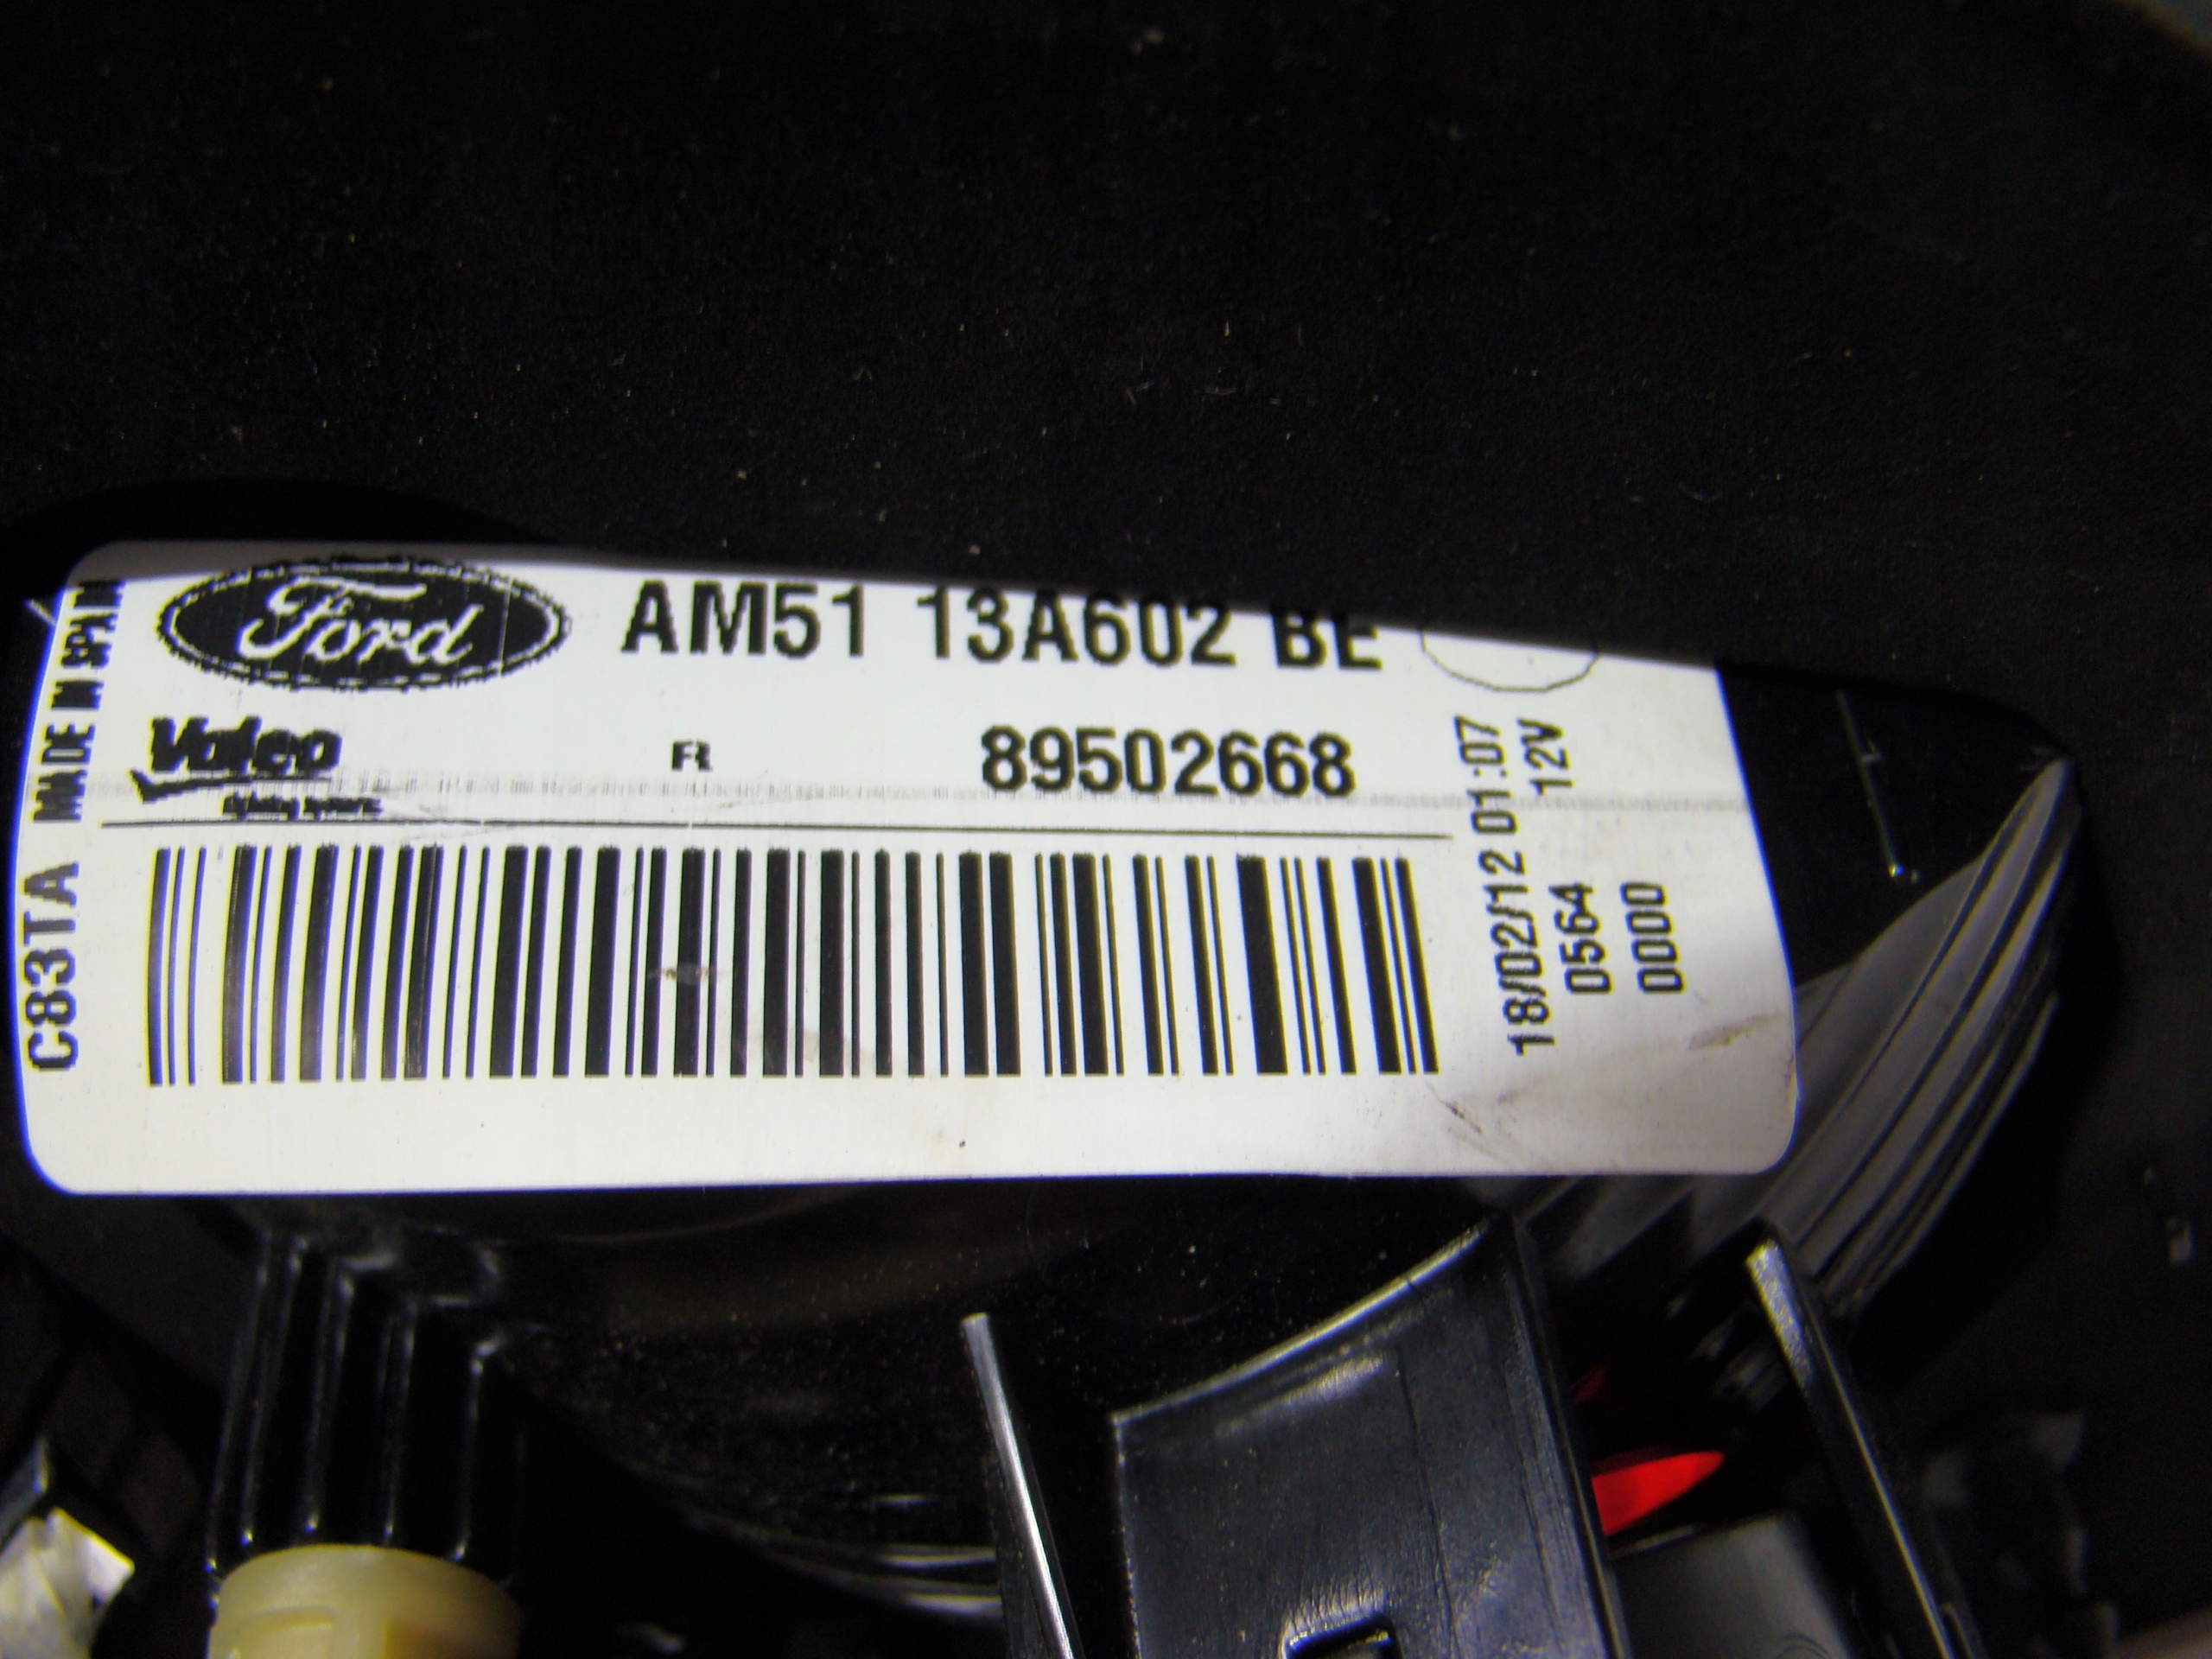 Ford
AM51 13A602 BE
Valeo
R
89502668
C83TA MADE IN SPAIN
18/02/12 01:07
0564 12V
0000